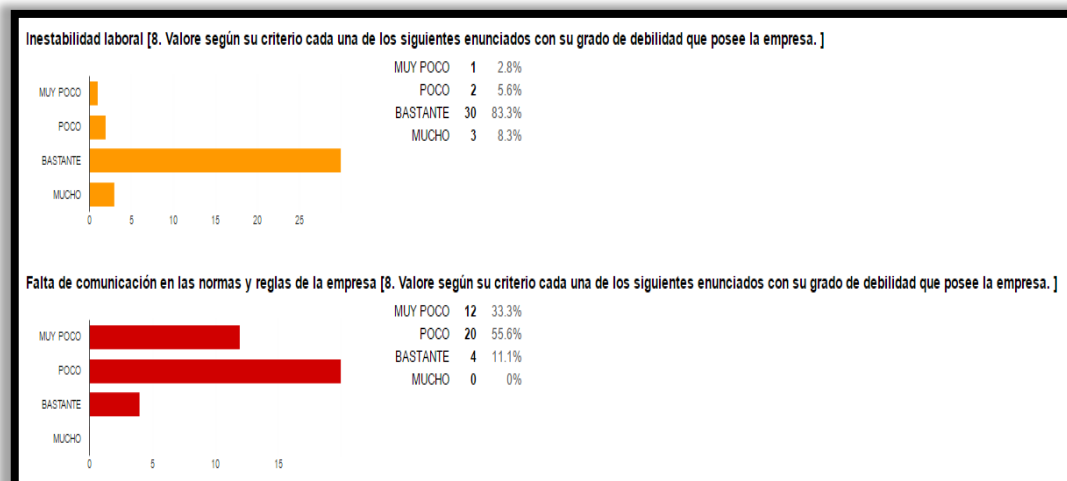 Inestabilidad laboral [8. Valore según su criterio cada una de los siguientes enunciados con su grado de debilidad que posee la empresa. ]
MUY POCO 1 2.8%
POCO 2 5.6%
BASTANTE 30 83.3%
MUCHO 3 8.3%
MUY POCO
POCO
BASTANTE
MUCHO
0 5 10 15 20 25
Falta de comunicación en las normas y reglas de la empresa [8. Valore según su criterio cada una de los siguientes enunciados con su grado de debilidad que posee la empresa. ]
MUY POCO 12 33.3%
POCO 20 55.6%
BASTANTE 4 11.1%
MUCHO 0 0%
MUY POCO
POCO
BASTANTE
MUCHO
0 5 10 15